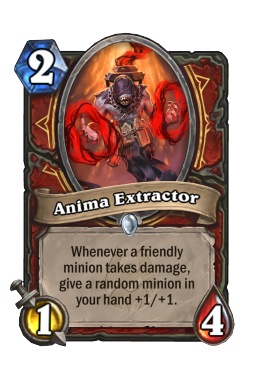 2
Anima Extractor
Whenever a friendly
minion takes damage,
give a random minion in
your hand +1/+1.
1
4